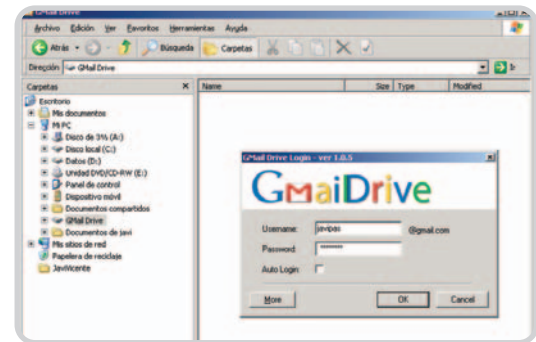 GMail Drive
Archivo Edición Ver Favoritos Herramientas Ayuda
Atrás Búsqueda Carpetas
Dirección GMail Drive Ir
Carpetas
Name Size Type Modified
Escritorio
Mis documentos
Mi PC
Disco de 3½ (A:)
Disco local (C:)
Datos (D:)
Unidad DVD/CD-RW (E:)
Panel de control
Dispositivo móvil
Documentos compartidos
GMail Drive
Documentos de javi
Mis sitios de red
Papelera de reciclaje
JaviVicente
GMail Drive Login - ver 1.0.5
GMailDrive
Username: javipas @gmail.com
Password: ********
Auto Login
More OK Cancel